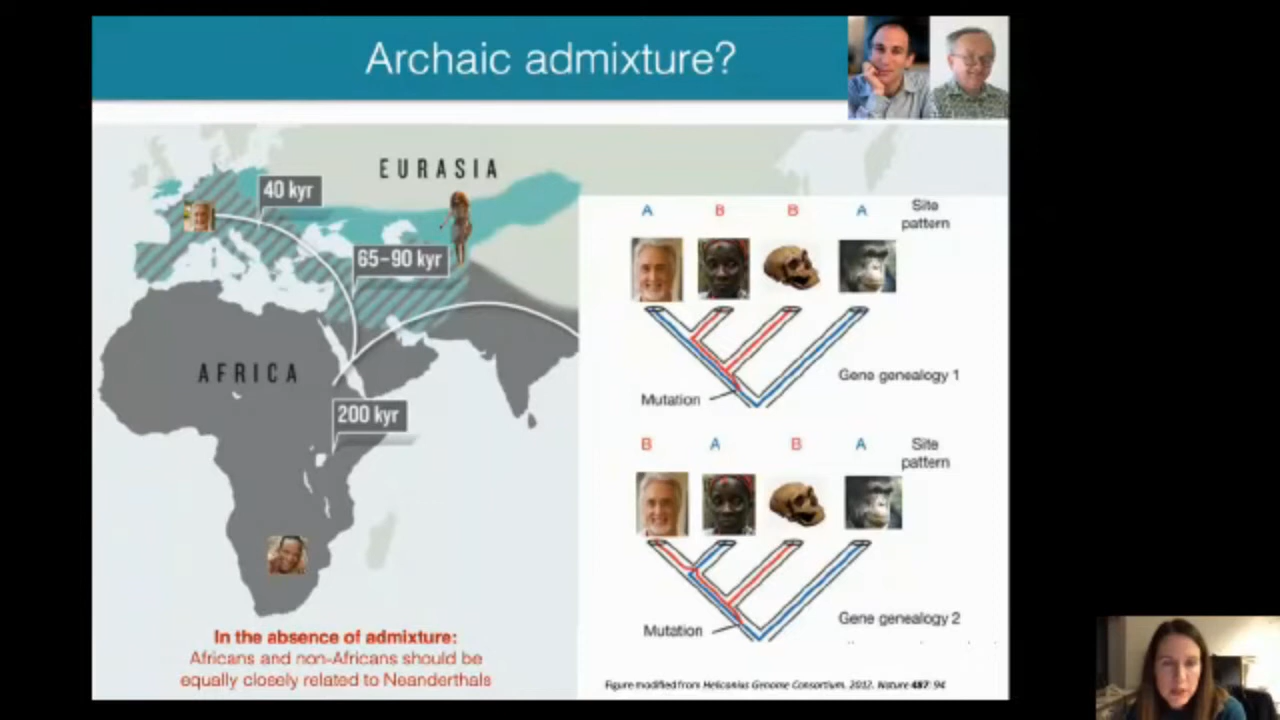 Archaic admixture?
EURASIA
40 kyr
65–90 kyr
AFRICA
200 kyr
In the absence of admixture:
Africans and non-Africans should be
equally closely related to Neanderthals
A B B A Site
pattern
Mutation
Gene genealogy 1
B A B A Site
pattern
Mutation
Gene genealogy 2
Figure modified from Heliconius Genome Consortium. 2012. Nature 487: 94